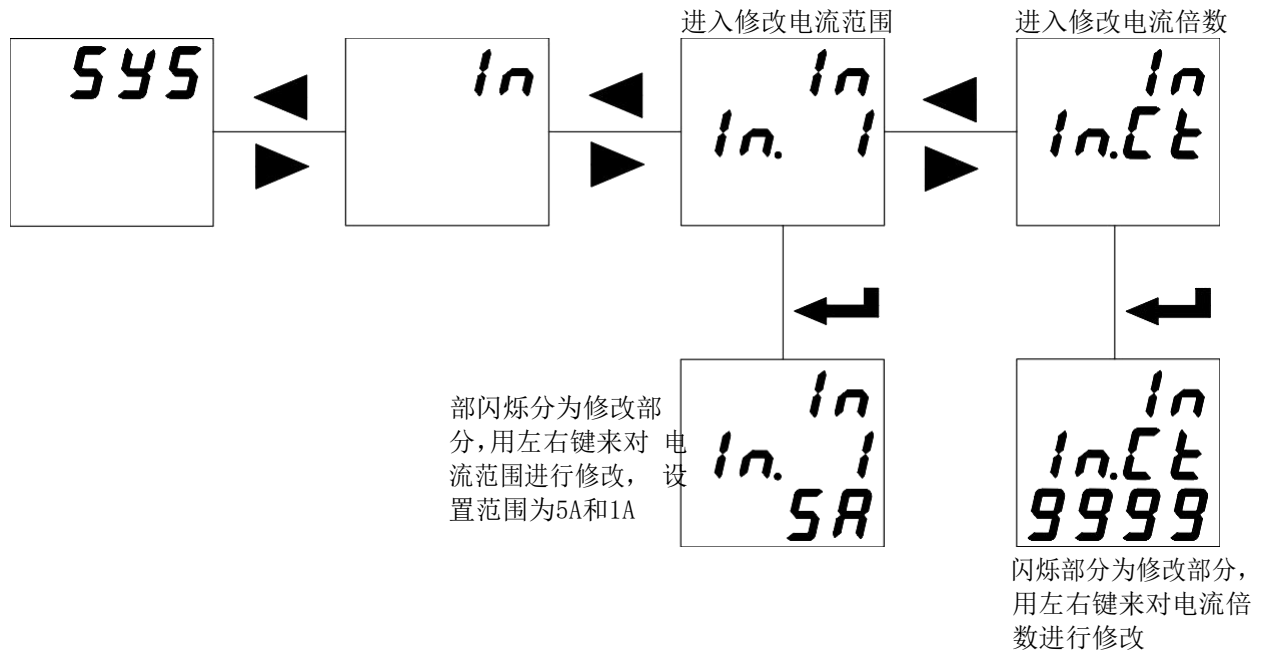 进入修改电流范围
进入修改电流倍数
SYS
In
In
In. 1
In
In.Ct
部闪烁分为修改部
分,用左右键来对 电
流范围进行修改， 设
置范围为5A和1A
In
In. 1
5A
In
In.Ct
9999
闪烁部分为修改部分，
用左右键来对电流倍
数进行修改